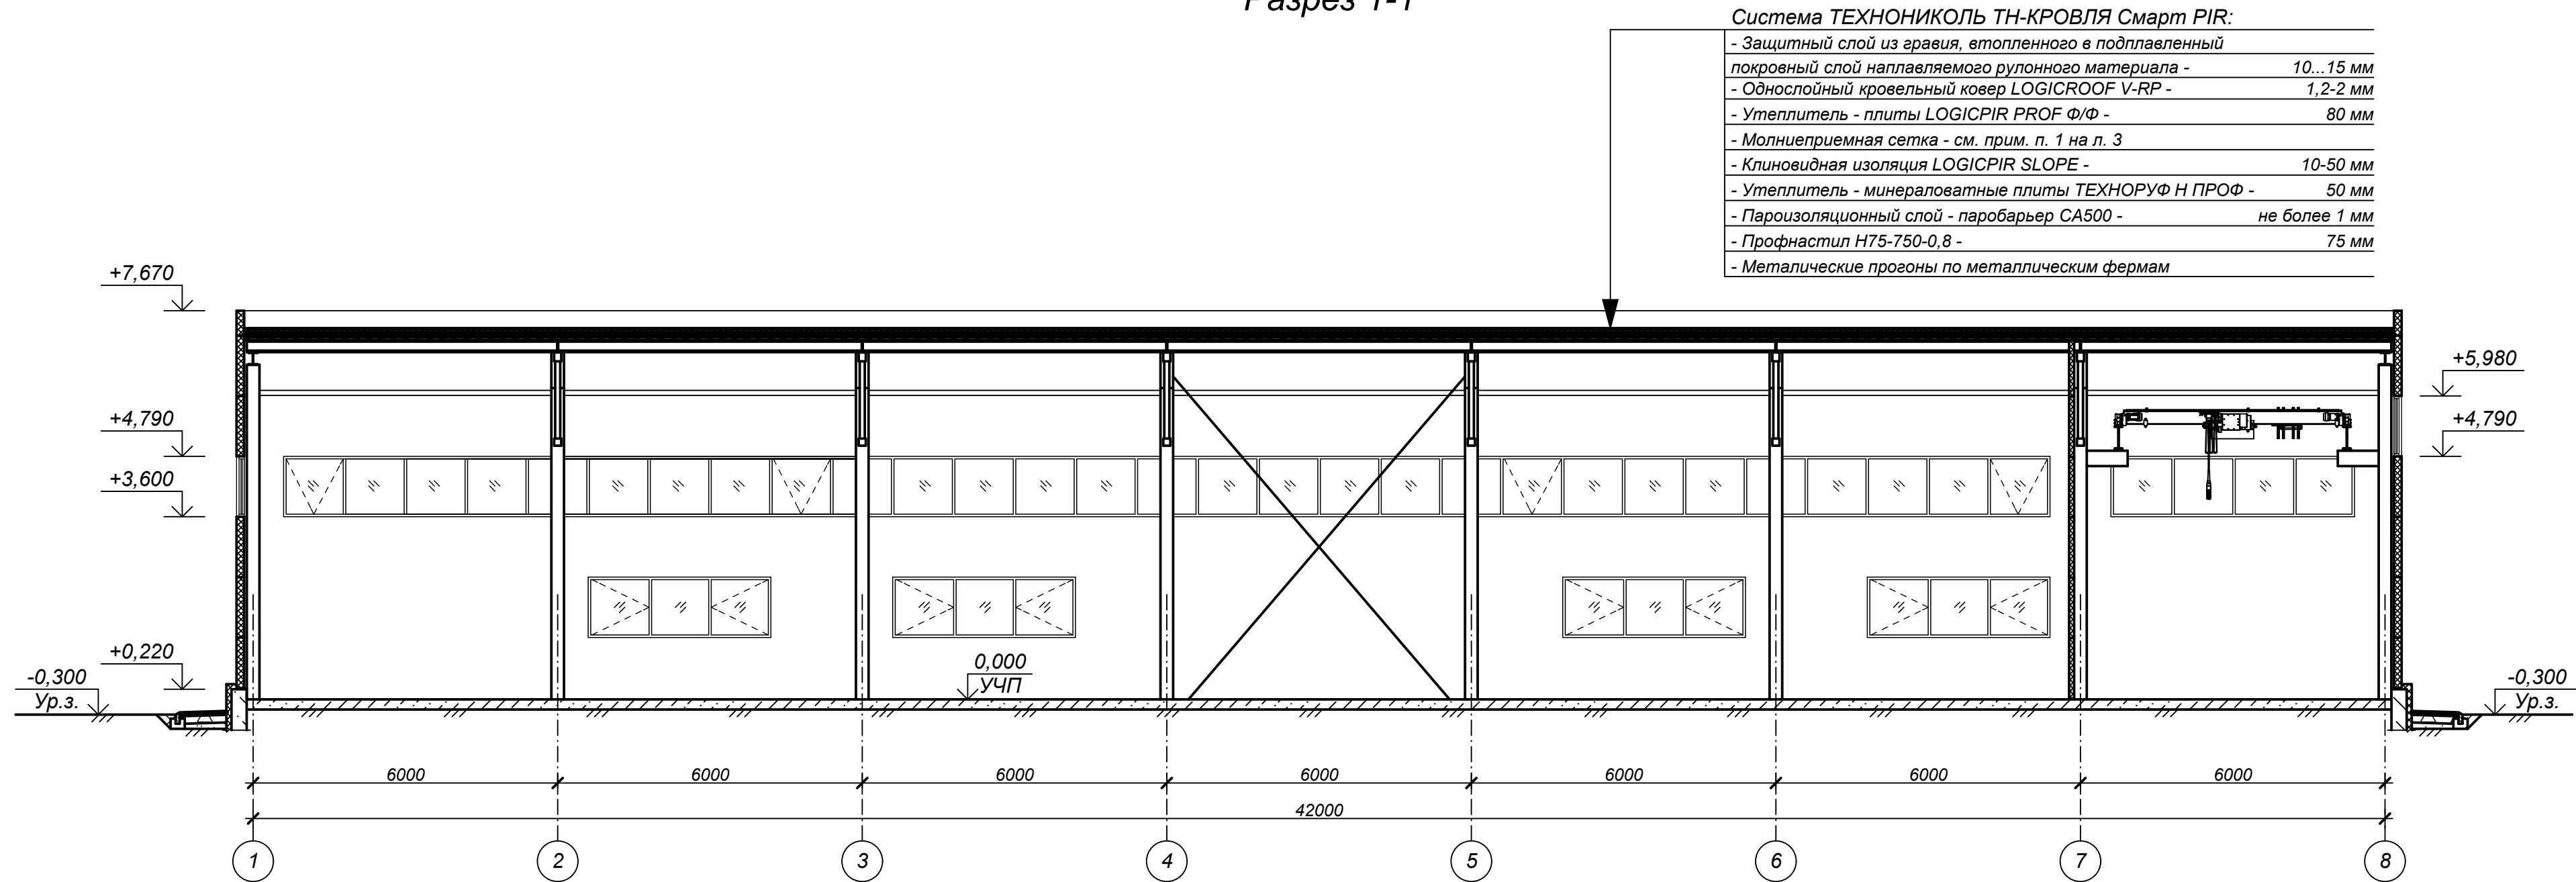 Разрез 1-1
Система ТЕХНОНИКОЛЬ ТН-КРОВЛЯ Смарт PIR:
- Защитный слой из гравия, втопленного в подплавленный
покровный слой наплавляемого рулонного материала - 10...15 мм
- Однослойный кровельный ковер LOGICROOF V-RP - 1,2-2 мм
- Утеплитель - плиты LOGICPIR PROF Ф/Ф - 80 мм
- Молниеприемная сетка - см. прим. п. 1 на л. 3
- Клиновидная изоляция LOGICPIR SLOPE - 10-50 мм
- Утеплитель - минераловатные плиты ТЕХНОРУФ Н ПРОФ - 50 мм
- Пароизоляционный слой - паробарьер СА500 - не более 1 мм
- Профнастил Н75-750-0,8 - 75 мм
- Металические прогоны по металлическим фермам
+7,670
+5,980
+4,790
+4,790
+3,600
+0,220
0,000
УЧП
-0,300
Ур.з.
-0,300
Ур.з.
6000 6000 6000 6000 6000 6000 6000
42000
1 2 3 4 5 6 7 8